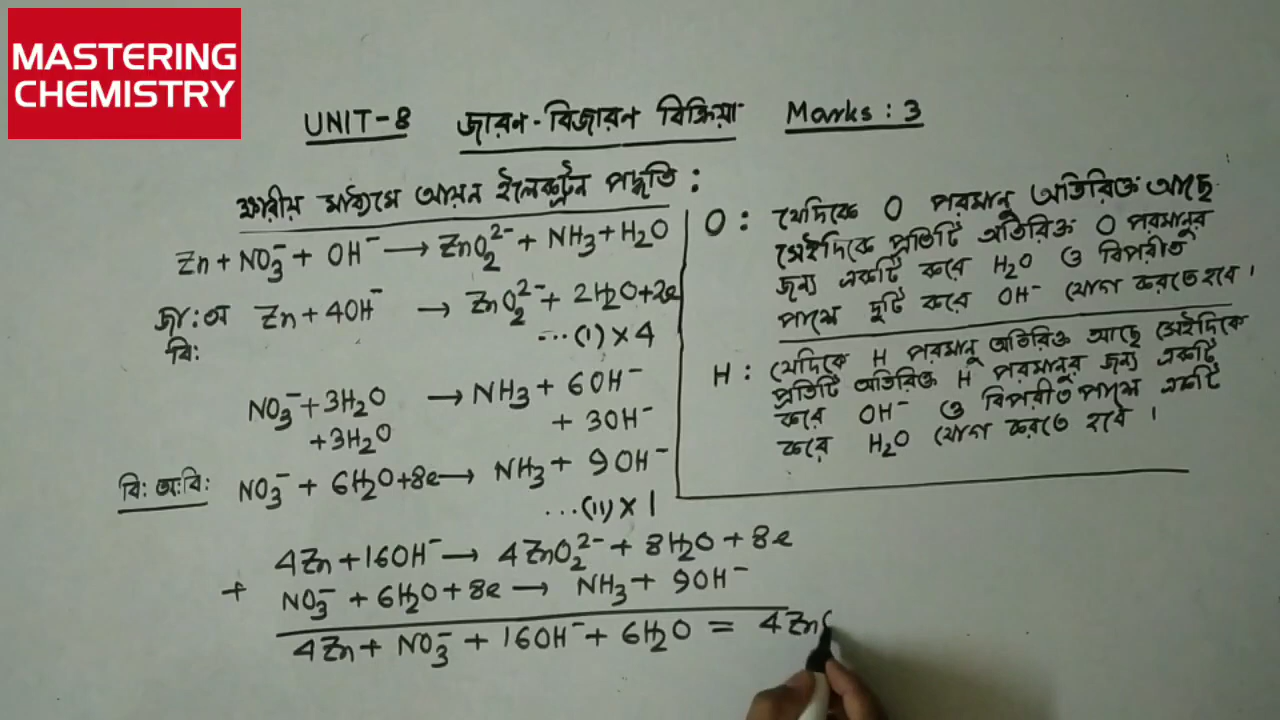 MASTERING
CHEMISTRY
UNIT-8 জারন-বিজারন বিক্রিয়া Marks: 3
ক্ষারীয় মাধ্যমে আয়ন ইলেকট্রন পদ্ধতি:
Zn + NO₃⁻ + OH⁻ ⟶ ZnO₂²⁻ + NH₃ + H₂O
জা: অ Zn + 4OH⁻ → ZnO₂²⁻ + 2H₂O + 2e
বি: ...(I) × 4
NO₃⁻ + 3H₂O → NH₃ + 6OH⁻
+ 3H₂O + 3OH⁻
বি: অ: বি: NO₃⁻ + 6H₂O + 8e → NH₃ + 9OH⁻
...(II) × 1
4Zn + 16OH⁻ → 4ZnO₂²⁻ + 8H₂O + 8e
+ NO₃⁻ + 6H₂O + 8e → NH₃ + 9OH⁻
4Zn + NO₃⁻ + 16OH⁻ + 6H₂O = 4Zn
O: যেদিকে O পরমানু অতিরিক্ত আছে
সেইদিকে প্রতিটি অতিরিক্ত O পরমানুর
জন্য একটি করে H₂O ও বিপরীত
পাশে দুটি করে OH⁻ যোগ করতে হবে।
H: যেদিকে H পরমানু অতিরিক্ত আছে সেইদিকে
প্রতিটি অতিরিক্ত H পরমানুর জন্য একটি
করে OH⁻ ও বিপরীত পাশে একটি
করে H₂O যোগ করতে হবে।